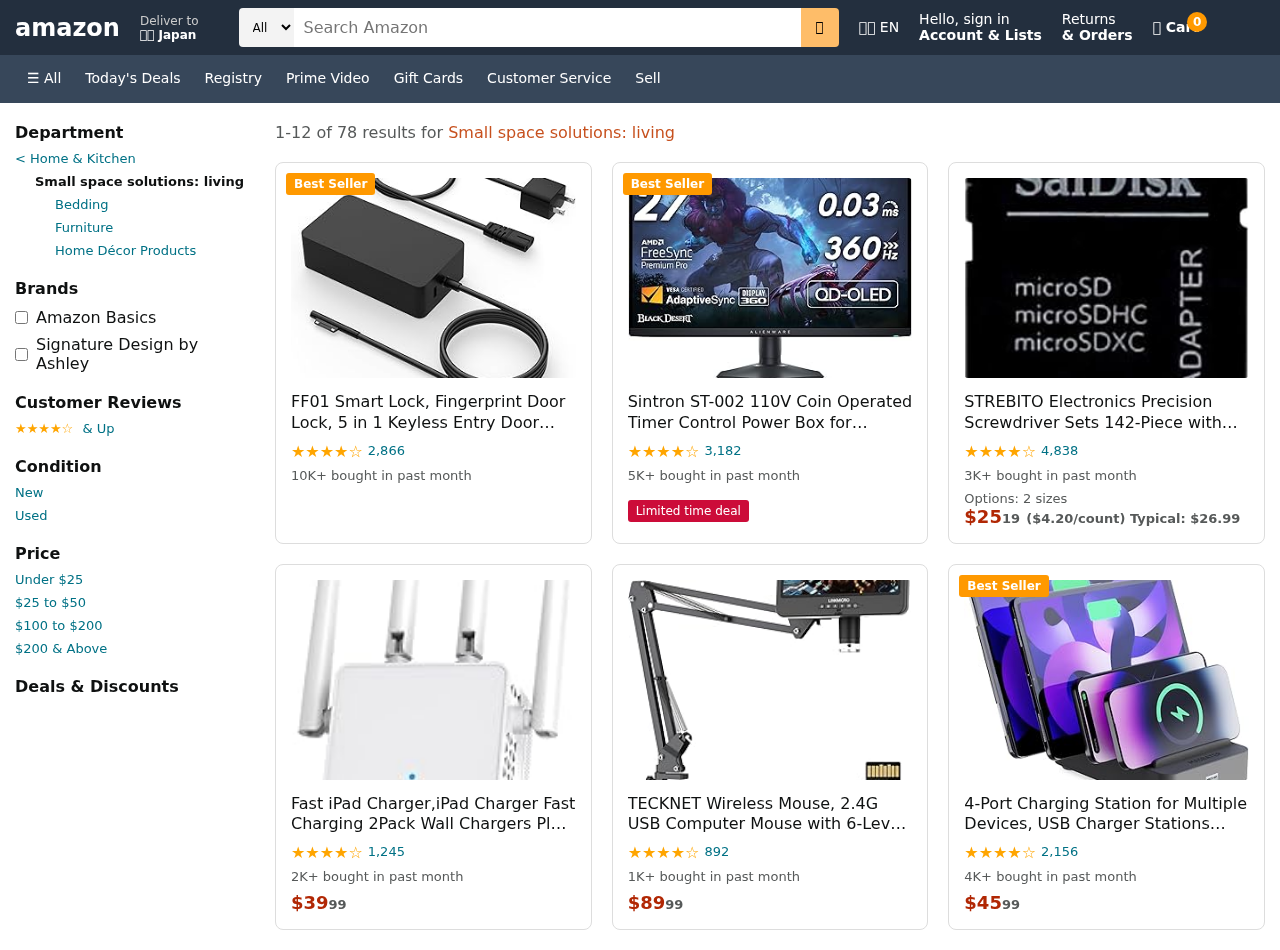 amazon
Deliver to
Japan
All
Search Amazon
EN
Hello, sign in
Account & Lists
Returns
& Orders
0
☰ All
Today's Deals
Registry
Prime Video
Gift Cards
Customer Service
Sell
Department
< Home & Kitchen
Small space solutions: living
Bedding
Furniture
Home Décor Products
Brands
Amazon Basics
Signature Design by
Ashley
Customer Reviews
★★★★☆ & Up
Condition
New
Used
Price
Under $25
$25 to $50
$100 to $200
$200 & Above
Deals & Discounts
1-12 of 78 results for Small space solutions: living
Best Seller
FF01 Smart Lock, Fingerprint Door
Lock, 5 in 1 Keyless Entry Door…
★★★★☆ 2,866
10K+ bought in past month
Best Seller
27
0.03 ms
AMD
FreeSync
Premium Pro
360 Hz
VESA CERTIFIED
AdaptiveSync DISPLAY 360
QD-OLED
BLACK DESERT
ALIENWARE
Sintron ST-002 110V Coin Operated
Timer Control Power Box for…
★★★★☆ 3,182
5K+ bought in past month
Limited time deal
SanDisk
microSD
microSDHC
microSDXC
ADAPTER
STREBITO Electronics Precision
Screwdriver Sets 142-Piece with…
★★★★☆ 4,838
3K+ bought in past month
Options: 2 sizes
$25 19 ($4.20/count) Typical: $26.99
Fast iPad Charger,iPad Charger Fast
Charging 2Pack Wall Chargers Pl…
★★★★☆ 1,245
2K+ bought in past month
$39 99
TECKNET Wireless Mouse, 2.4G
USB Computer Mouse with 6-Lev…
★★★★☆ 892
1K+ bought in past month
$89 99
Best Seller
4-Port Charging Station for Multiple
Devices, USB Charger Stations…
★★★★☆ 2,156
4K+ bought in past month
$45 99